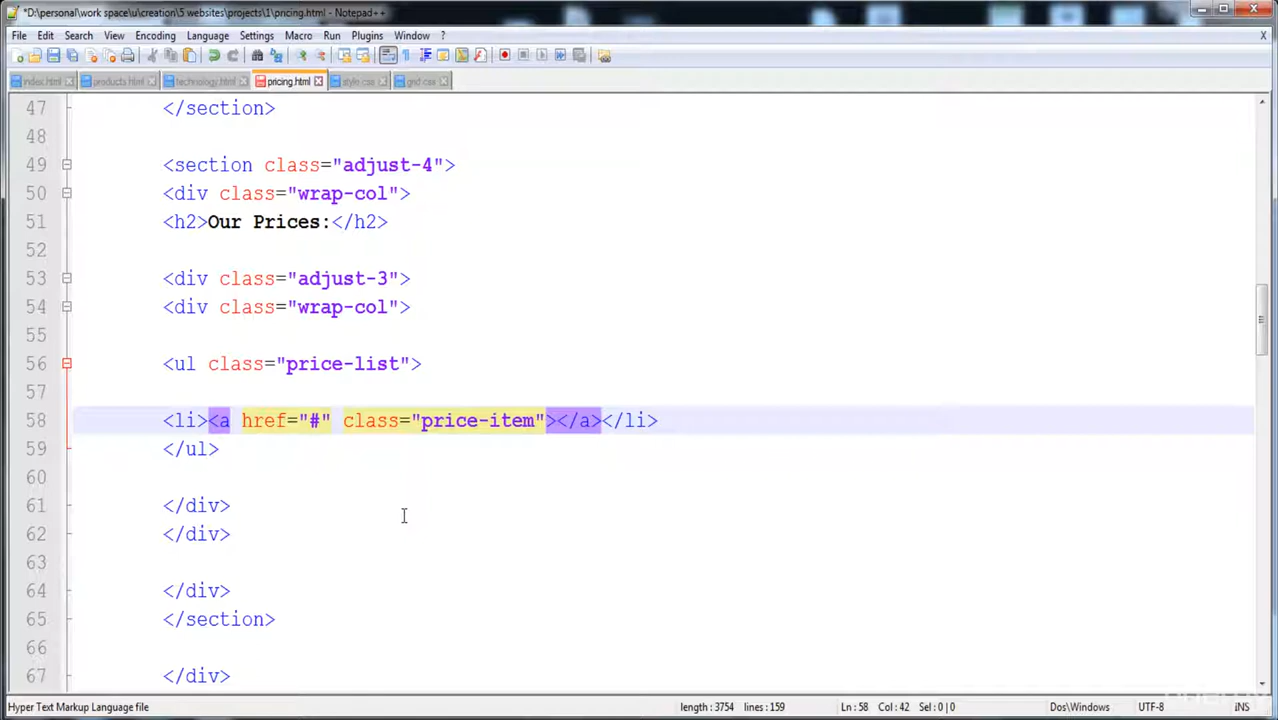 *D:\personal\work space\u\creation\5 websites\projects\1\pricing.html - Notepad++
File Edit Search View Encoding Language Settings Macro Run Plugins Window ? X
index.html products.html technology.html pricing.html style.css grid.css
47 </section>
48
49 <section class="adjust-4">
50 <div class="wrap-col">
51 <h2>Our Prices:</h2>
52
53 <div class="adjust-3">
54 <div class="wrap-col">
55
56 <ul class="price-list">
57
58 <li><a href="#" class="price-item"></a></li>
59 </ul>
60
61 </div>
62 </div>
63
64 </div>
65 </section>
66
67 </div>
Hyper Text Markup Language file length : 3754 lines : 159 Ln : 58 Col : 42 Sel : 0 | 0 Dos\Windows UTF-8 INS